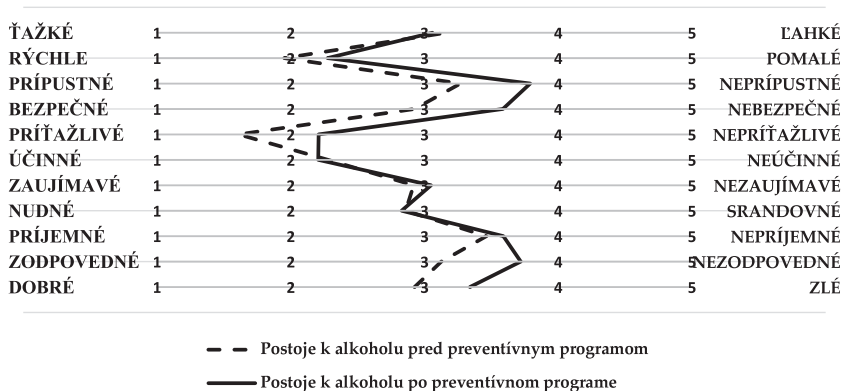 ŤAŽKÉ 1 2 3 4 5 ĽAHKÉ
RÝCHLE 1 2 3 4 5 POMALÉ
PRÍPUSTNÉ 1 2 3 4 5 NEPRÍPUSTNÉ
BEZPEČNÉ 1 2 3 4 5 NEBEZPEČNÉ
PRÍŤAŽLIVÉ 1 2 3 4 5 NEPRÍŤAŽLIVÉ
ÚČINNÉ 1 2 3 4 5 NEÚČINNÉ
ZAUJÍMAVÉ 1 2 3 4 5 NEZAUJÍMAVÉ
NUDNÉ 1 2 3 4 5 SRANDOVNÉ
PRÍJEMNÉ 1 2 3 4 5 NEPRÍJEMNÉ
ZODPOVEDNÉ 1 2 3 4 5 NEZODPOVEDNÉ
DOBRÉ 1 2 3 4 5 ZLÉ
Postoje k alkoholu pred preventívnym programom
Postoje k alkoholu po preventívnom programe